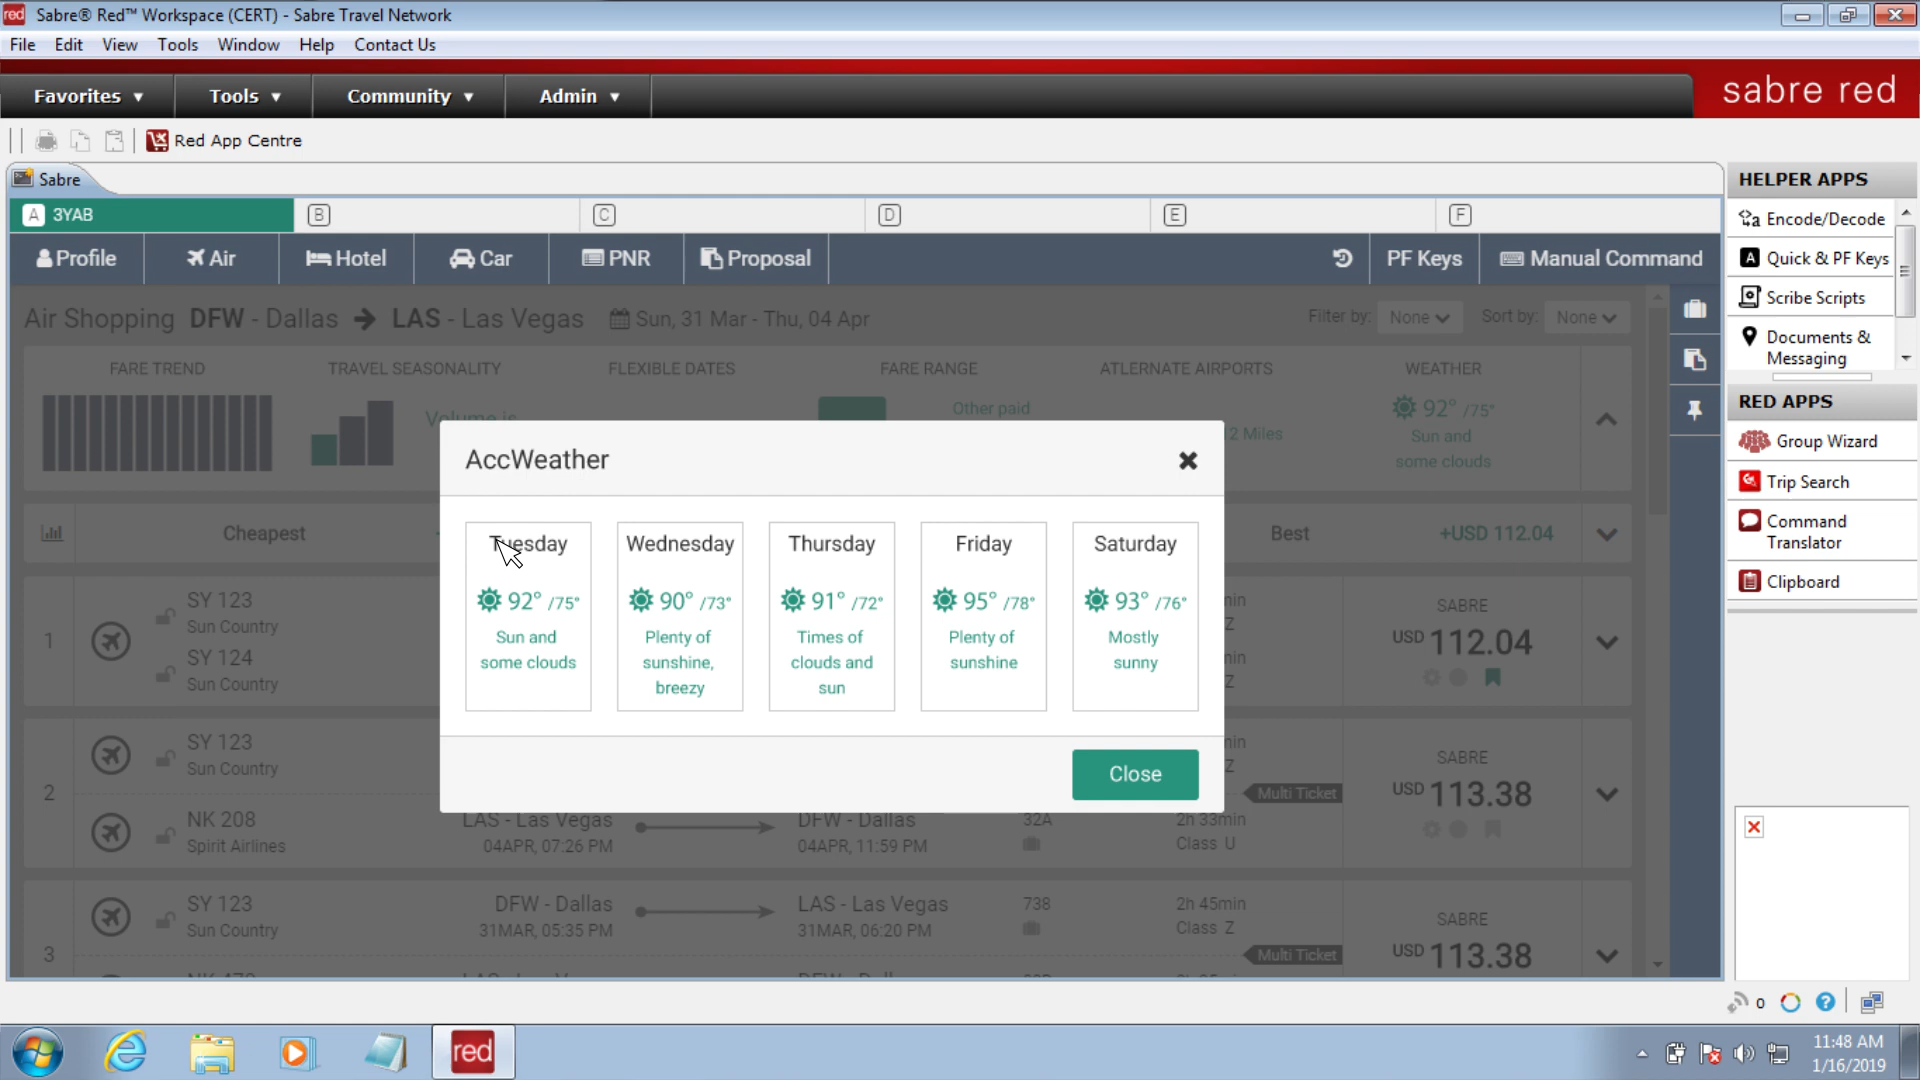 red Sabre® Red™ Workspace (CERT) - Sabre Travel Network
File Edit View Tools Window Help Contact Us
Favorites Tools Community Admin sabre red
Red App Centre
Sabre
HELPER APPS
A 3YAB B C D E F
Encode/Decode
Profile Air Hotel Car PNR Proposal PF Keys Manual Command
A Quick & PF Keys
Scribe Scripts
Documents &
Messaging
Air Shopping DFW - Dallas LAS - Las Vegas Sun, 31 Mar - Thu, 04 Apr Filter by: None Sort by: None
FARE TREND TRAVEL SEASONALITY FLEXIBLE DATES FARE RANGE ATLERNATE AIRPORTS WEATHER
Volume is Other paid 2 Miles 92° /75°
Sun and
some clouds
RED APPS
Group Wizard
Trip Search
Command
Translator
Clipboard
AccWeather
Tuesday Wednesday Thursday Friday Saturday
92° /75° 90° /73° 91° /72° 95° /78° 93° /76°
Sun and Plenty of Times of Plenty of Mostly
some clouds sunshine, clouds and sunshine sunny
breezy sun
Close
Cheapest Best +USD 112.04
1 SY 123
Sun Country
SY 124
Sun Country
min
Z
min
Z
SABRE
USD 112.04
2 SY 123
Sun Country
min
Z
Multi Ticket
SABRE
USD 113.38
NK 208 LAS - Las Vegas DFW - Dallas 32A 2h 33min
Spirit Airlines 04APR, 07:26 PM 04APR, 11:59 PM Class U
3 SY 123 DFW - Dallas LAS - Las Vegas 738 2h 45min
Sun Country 31MAR, 05:35 PM 31MAR, 06:20 PM Class Z
Multi Ticket
SABRE
USD 113.38
0
red
11:48 AM
1/16/2019